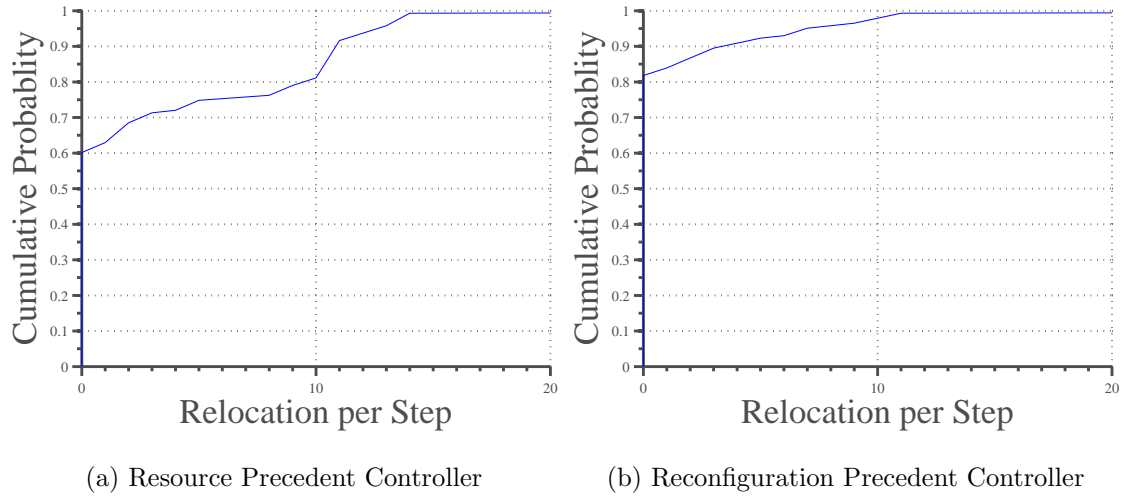 1
0.9
0.8
0.7
0.6
0.5
0.4
0.3
0.2
0.1
0
Cumulative Probablity
0 10 20
Relocation per Step
(a) Resource Precedent Controller
1
0.9
0.8
0.7
0.6
0.5
0.4
0.3
0.2
0.1
0
Cumulative Probablity
0 10 20
Relocation per Step
(b) Reconfiguration Precedent Controller